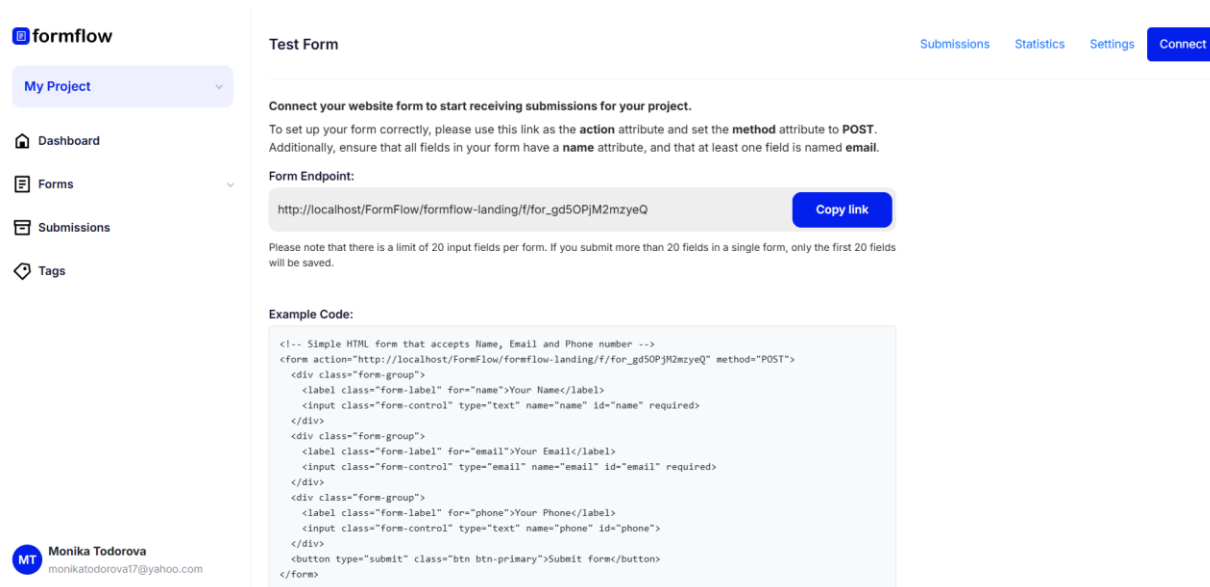 formflow
My Project
Dashboard
Forms
Submissions
Tags
MT
Monika Todorova
monikatodorova17@yahoo.com
Test Form
Submissions
Statistics
Settings
Connect
Connect your website form to start receiving submissions for your project.
To set up your form correctly, please use this link as the action attribute and set the method attribute to POST.
Additionally, ensure that all fields in your form have a name attribute, and that at least one field is named email.
Form Endpoint:
http://localhost/FormFlow/formflow-landing/f/for_gd5OPjM2mzyeQ
Copy link
Please note that there is a limit of 20 input fields per form. If you submit more than 20 fields in a single form, only the first 20 fields
will be saved.
Example Code:
<!-- Simple HTML form that accepts Name, Email and Phone number -->
<form action="http://localhost/FormFlow/formflow-landing/f/for_gd5OPjM2mzyeQ" method="POST">
  <div class="form-group">
    <label class="form-label" for="name">Your Name</label>
    <input class="form-control" type="text" name="name" id="name" required>
  </div>
  <div class="form-group">
    <label class="form-label" for="email">Your Email</label>
    <input class="form-control" type="email" name="email" id="email" required>
  </div>
  <div class="form-group">
    <label class="form-label" for="phone">Your Phone</label>
    <input class="form-control" type="text" name="phone" id="phone">
  </div>
  <button type="submit" class="btn btn-primary">Submit form</button>
</form>